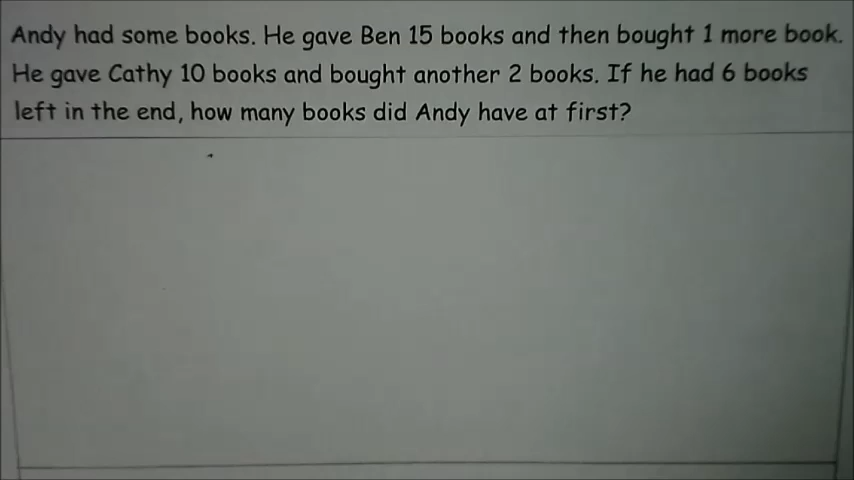 Andy had some books. He gave Ben 15 books and then bought 1 more book.
He gave Cathy 10 books and bought another 2 books. If he had 6 books
left in the end, how many books did Andy have at first?